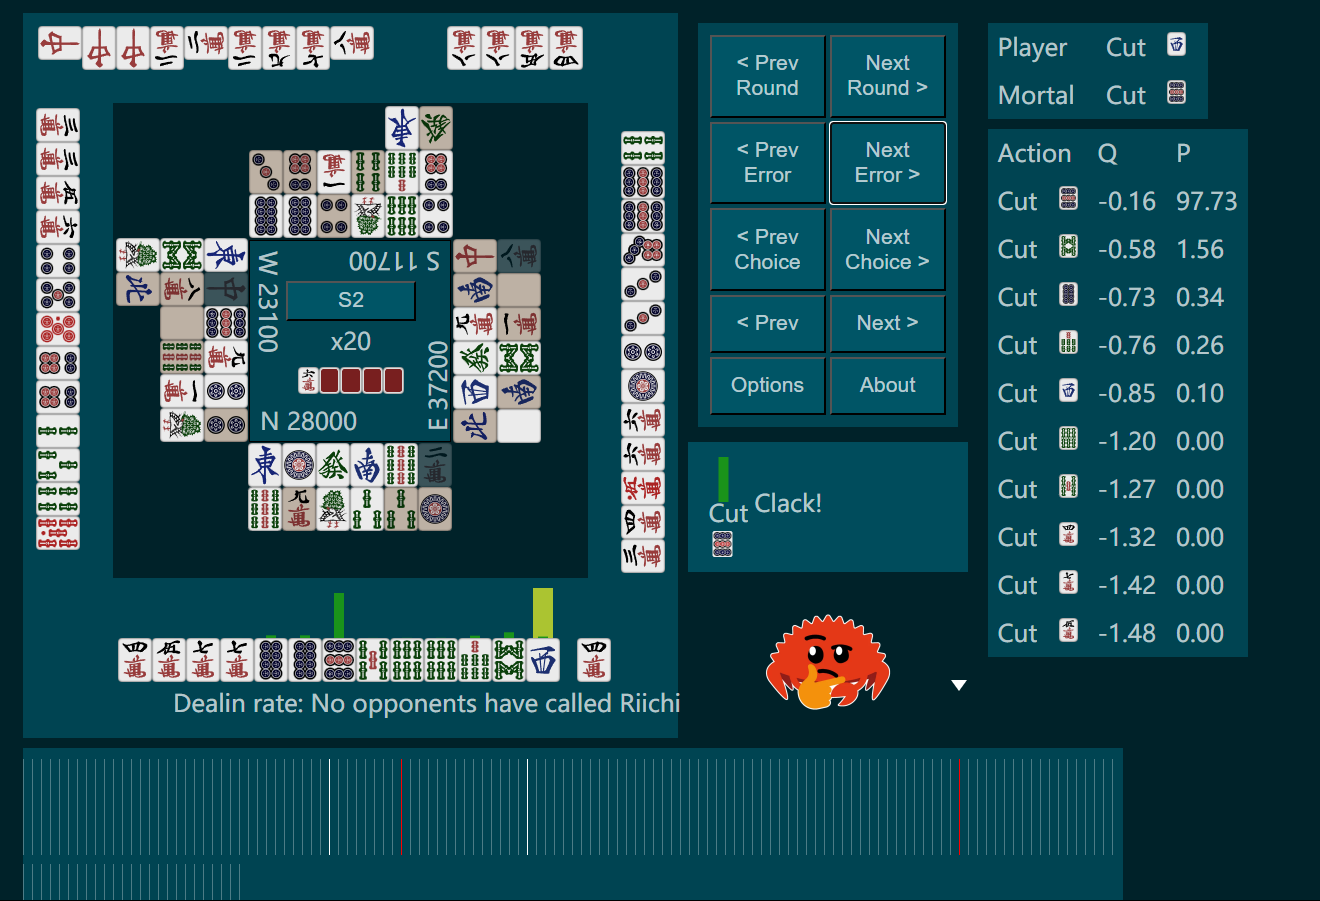 S 11700
W 23100
S2
x20
E 37200
N 28000
Dealin rate: No opponents have called Riichi
< Prev Round
Next Round >
< Prev Error
Next Error >
< Prev Choice
Next Choice >
< Prev
Next >
Options
About
Cut
Clack!
Player Cut
Mortal Cut
Action Q P
Cut -0.16 97.73
Cut -0.58 1.56
Cut -0.73 0.34
Cut -0.76 0.26
Cut -0.85 0.10
Cut -1.20 0.00
Cut -1.27 0.00
Cut -1.32 0.00
Cut -1.42 0.00
Cut -1.48 0.00